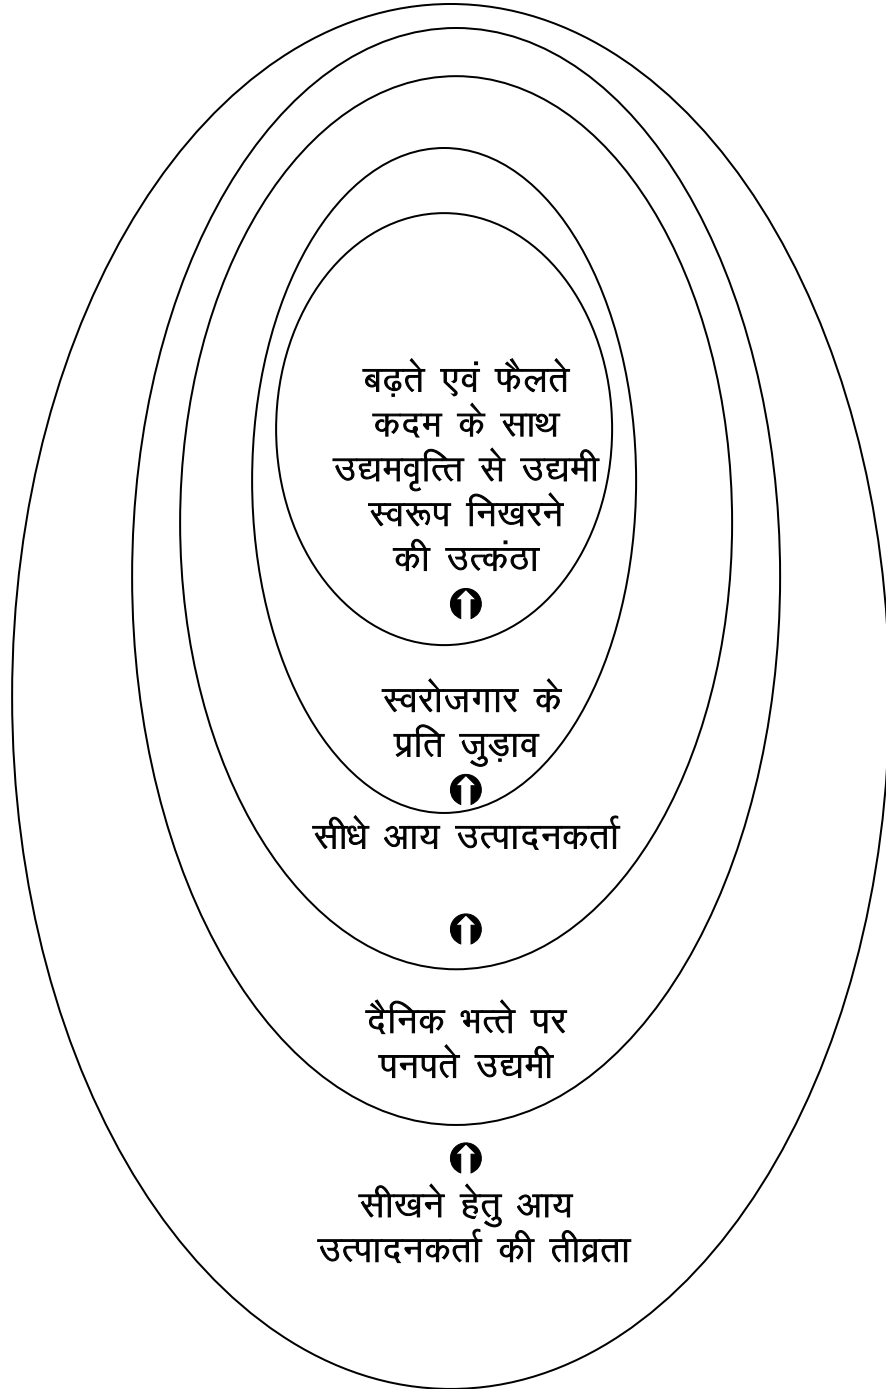 बढ़ते एवं फैलते
कदम के साथ
उद्यमवृत्ति से उद्यमी
स्वरूप निखरने
की उत्कंठा
स्वरोजगार के
प्रति जुड़ाव
सीधे आय उत्पादनकर्ता
दैनिक भत्ते पर
पनपते उद्यमी
सीखने हेतु आय
उत्पादनकर्ता की तीव्रता